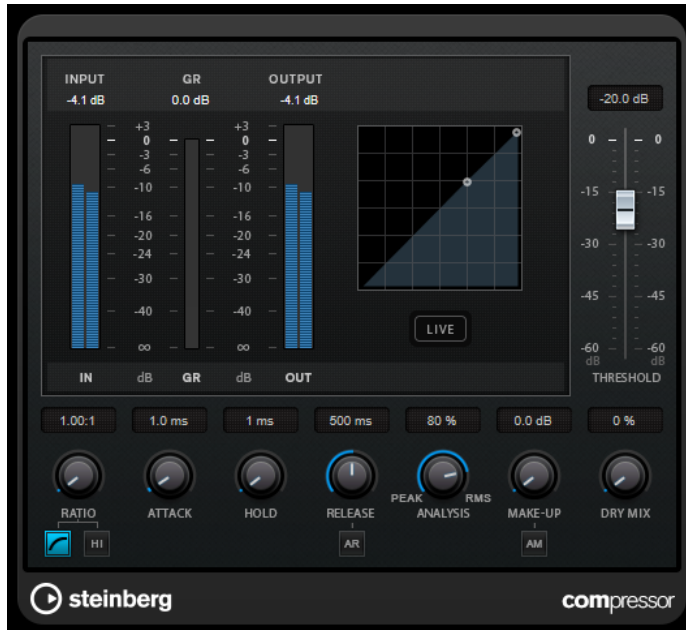 INPUT GR OUTPUT
-4.1 dB 0.0 dB -4.1 dB
-20.0 dB
+3 +3
0 0
-3 -3
-6 -6
-10 -10
-16 -16
-20 -20
-24 -24
-30 -30
-40 -40
∞ ∞
0 0
-15 -15
-30 -30
-45 -45
-60 -60
dB dB
LIVE
IN dB GR dB OUT
THRESHOLD
1.00:1 1.0 ms 1 ms 500 ms 80 % 0.0 dB 0 %
PEAK RMS
RATIO ATTACK HOLD RELEASE ANALYSIS MAKE-UP DRY MIX
HI AR AM
steinberg compressor